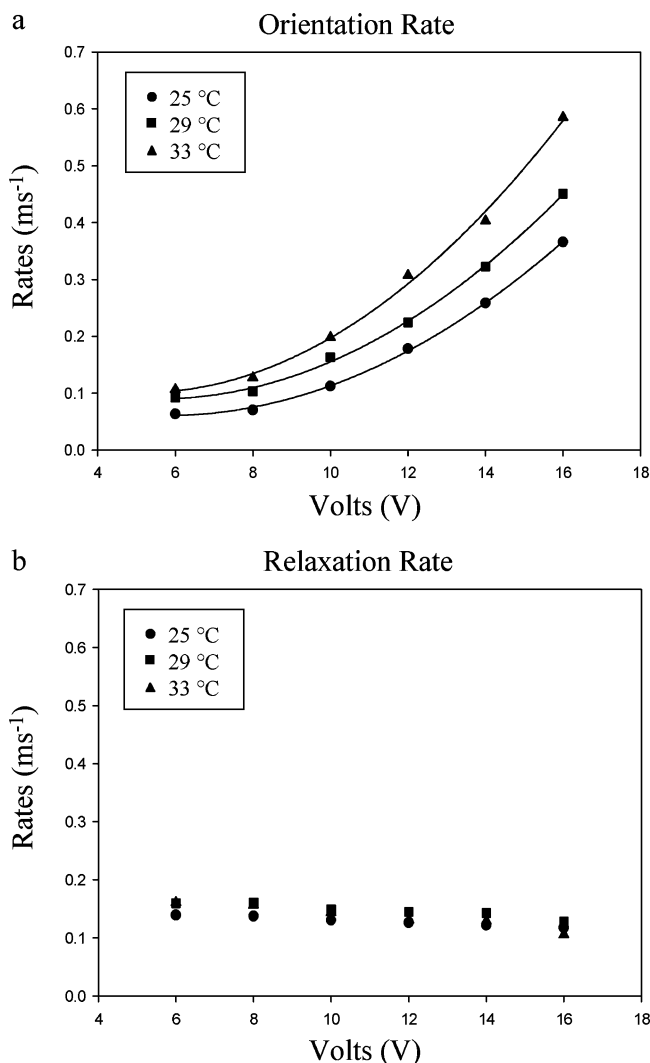 a
Orientation Rate
0.7
0.6
0.5
0.4
0.3
0.2
0.1
0.0
Rates (ms-1)
25 °C
29 °C
33 °C
4 6 8 10 12 14 16 18
Volts (V)
b
Relaxation Rate
0.7
0.6
0.5
0.4
0.3
0.2
0.1
0.0
Rates (ms-1)
25 °C
29 °C
33 °C
4 6 8 10 12 14 16 18
Volts (V)